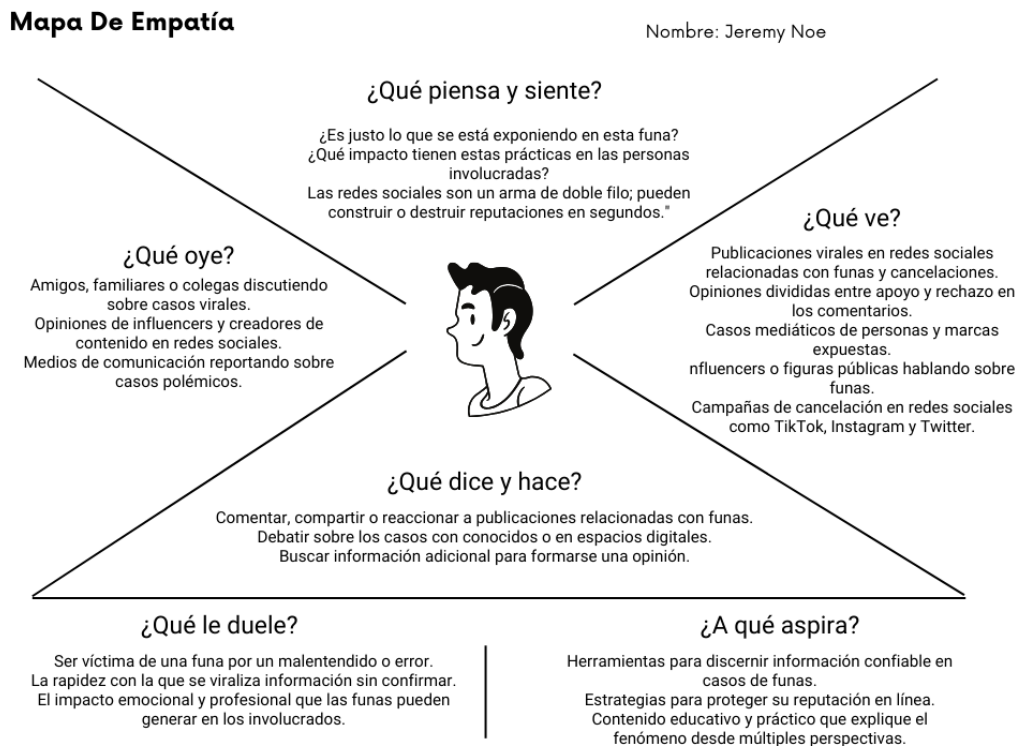 Mapa De Empatía
Nombre: Jeremy Noe
¿Qué piensa y siente?
¿Es justo lo que se está exponiendo en esta funa?
¿Qué impacto tienen estas prácticas en las personas
involucradas?
Las redes sociales son un arma de doble filo; pueden
construir o destruir reputaciones en segundos."
¿Qué oye?
Amigos, familiares o colegas discutiendo
sobre casos virales.
Opiniones de influencers y creadores de
contenido en redes sociales.
Medios de comunicación reportando sobre
casos polémicos.
¿Qué ve?
Publicaciones virales en redes sociales
relacionadas con funas y cancelaciones.
Opiniones divididas entre apoyo y rechazo en
los comentarios.
Casos mediáticos de personas y marcas
expuestas.
nfluencers o figuras públicas hablando sobre
funas.
Campañas de cancelación en redes sociales
como TikTok, Instagram y Twitter.
¿Qué dice y hace?
Comentar, compartir o reaccionar a publicaciones relacionadas con funas.
Debatir sobre los casos con conocidos o en espacios digitales.
Buscar información adicional para formarse una opinión.
¿Qué le duele?
Ser víctima de una funa por un malentendido o error.
La rapidez con la que se viraliza información sin confirmar.
El impacto emocional y profesional que las funas pueden
generar en los involucrados.
¿A qué aspira?
Herramientas para discernir información confiable en
casos de funas.
Estrategias para proteger su reputación en línea.
Contenido educativo y práctico que explique el
fenómeno desde múltiples perspectivas.